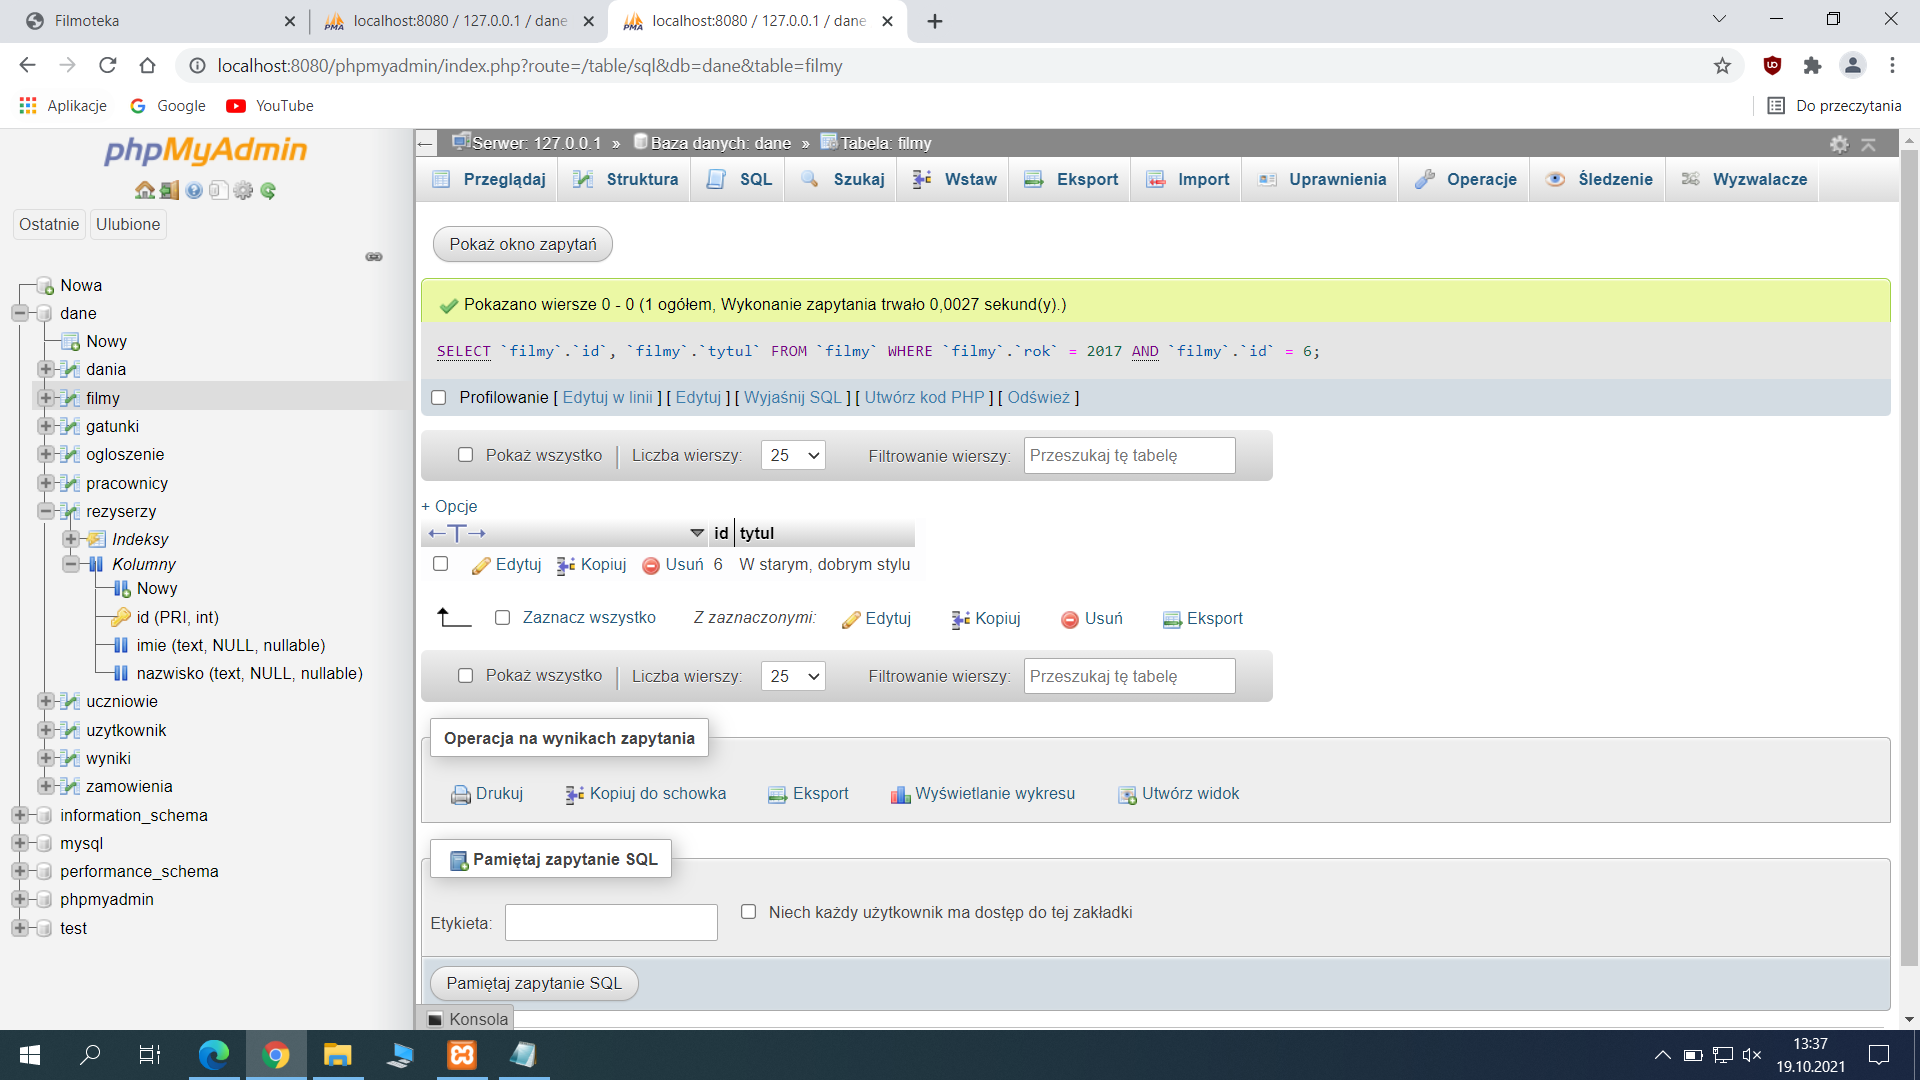 Filmoteka
localhost:8080 / 127.0.0.1 / dane
localhost:8080 / 127.0.0.1 / dane
localhost:8080/phpmyadmin/index.php?route=/table/sql&db=dane&table=filmy
Aplikacje Google YouTube Do przeczytania
phpMyAdmin
Ostatnie Ulubione
Nowa
dane
Nowy
dania
filmy
gatunki
ogloszenie
pracownicy
rezyserzy
Indeksy
Kolumny
Nowy
id (PRI, int)
imie (text, NULL, nullable)
nazwisko (text, NULL, nullable)
uczniowie
uzytkownik
wyniki
zamowienia
information_schema
mysql
performance_schema
phpmyadmin
test
Serwer: 127.0.0.1 » Baza danych: dane » Tabela: filmy
Przeglądaj Struktura SQL Szukaj Wstaw Eksport Import Uprawnienia Operacje Śledzenie Wyzwalacze
Pokaż okno zapytań
Pokazano wiersze 0 - 0 (1 ogółem, Wykonanie zapytania trwało 0,0027 sekund(y).)
SELECT `filmy`.`id`, `filmy`.`tytul` FROM `filmy` WHERE `filmy`.`rok` = 2017 AND `filmy`.`id` = 6;
Profilowanie [ Edytuj w linii ] [ Edytuj ] [ Wyjaśnij SQL ] [ Utwórz kod PHP ] [ Odśwież ]
Pokaż wszystko Liczba wierszy: 25 Filtrowanie wierszy: Przeszukaj tę tabelę
+ Opcje
←T→ id tytul
Edytuj Kopiuj Usuń 6 W starym, dobrym stylu
Zaznacz wszystko Z zaznaczonymi: Edytuj Kopiuj Usuń Eksport
Pokaż wszystko Liczba wierszy: 25 Filtrowanie wierszy: Przeszukaj tę tabelę
Operacja na wynikach zapytania
Drukuj Kopiuj do schowka Eksport Wyświetlanie wykresu Utwórz widok
Pamiętaj zapytanie SQL
Etykieta: Niech każdy użytkownik ma dostęp do tej zakładki
Pamiętaj zapytanie SQL
Konsola
13:37
19.10.2021